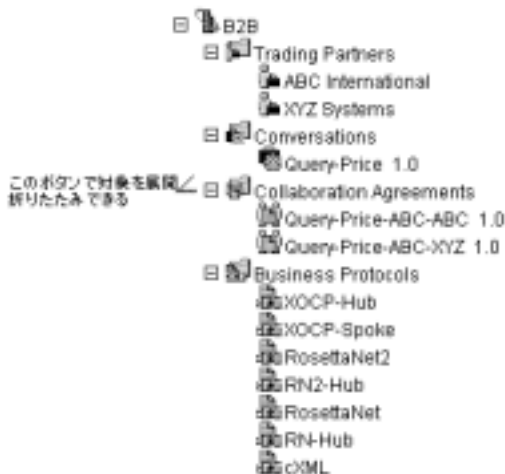 B2B
Trading Partners
ABC International
XYZ Systems
Conversations
Query-Price 1.0
このボタンで対象を展開
折りたたみできる
Collaboration Agreements
Query-Price-ABC-ABC 1.0
Query-Price-ABC-XYZ 1.0
Business Protocols
XOCP-Hub
XOCP-Spoke
RosettaNet2
RN2-Hub
RosettaNet
RN-Hub
cXML